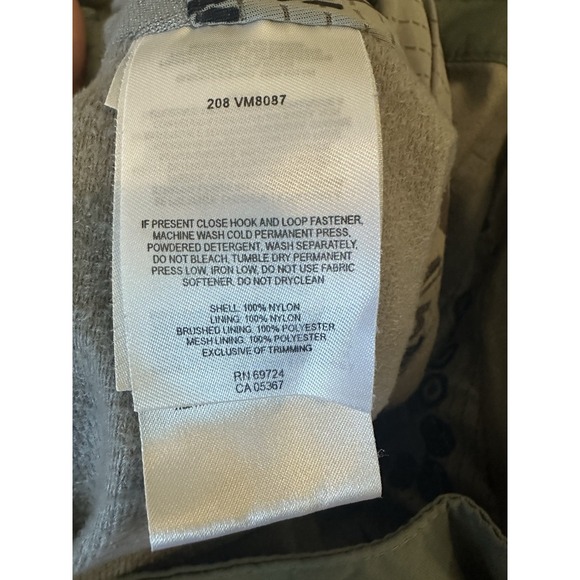 208 VM8087
IF PRESENT CLOSE HOOK AND LOOP FASTENER,
MACHINE WASH COLD PERMANENT PRESS,
POWDERED DETERGENT, WASH SEPARATELY,
DO NOT BLEACH, TUMBLE DRY PERMANENT
PRESS LOW, IRON LOW, DO NOT USE FABRIC
SOFTENER, DO NOT DRYCLEAN
SHELL: 100% NYLON
LINING: 100% NYLON
BRUSHED LINING: 100% POLYESTER
MESH LINING: 100% POLYESTER
EXCLUSIVE OF TRIMMING
RN 69724
CA 05367